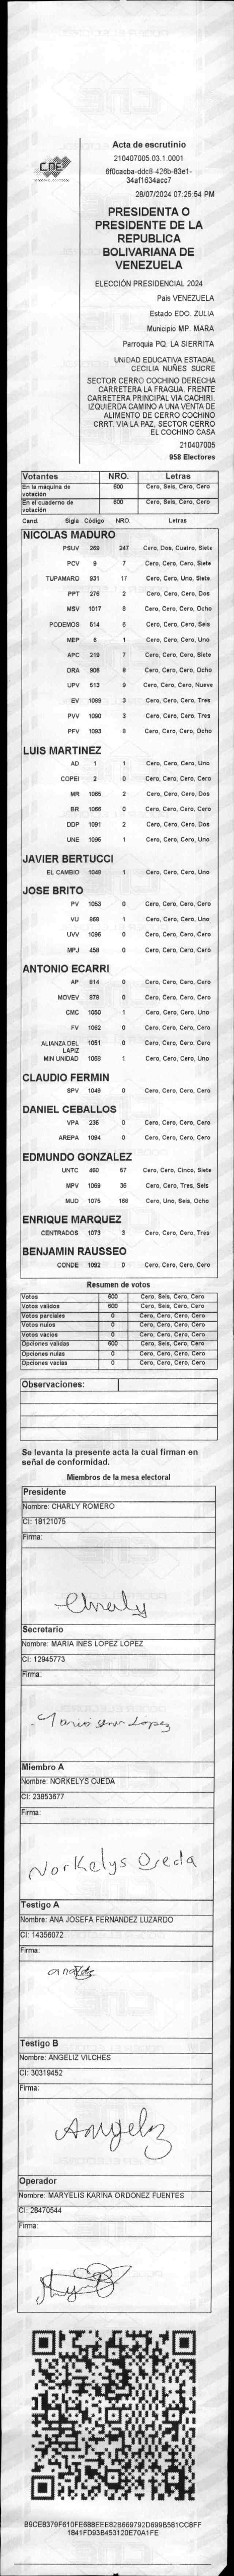 CNE
Acta de escrutinio
210407005.03.1.0001
6f0cacba-ddc8-426b-83e1-
34af1634acc7
28/07/2024 07:25:54 PM
PRESIDENTA O
PRESIDENTE DE LA
REPUBLICA
BOLIVARIANA DE
VENEZUELA
ELECCIÓN PRESIDENCIAL 2024
Pais VENEZUELA
Estado EDO. ZULIA
Municipio MP. MARA
Parroquia PQ. LA SIERRITA
UNIDAD EDUCATIVA ESTADAL
CECILIA NUÑES SUCRE
SECTOR CERRO COCHINO DERECHA
CARRETERA LA FRAGUA. FRENTE
CARRETERA PRINCIPAL VIA CACHIRI.
IZQUIERDA CAMINO A UNA VENTA DE
ALIMENTO DE CERRO COCHINO
CRRT. VIA LA PAZ, SECTOR CERRO
EL COCHINO CASA
210407005
958 Electores
Votantes NRO. Letras
En la máquina de votación 600 Cero, Seis, Cero, Cero
En el cuaderno de votación 600 Cero, Seis, Cero, Cero
Cand. Sigla Código NRO. Letras
NICOLAS MADURO
PSUV 269 247 Cero, Dos, Cuatro, Siete
PCV 9 7 Cero, Cero, Cero, Siete
TUPAMARO 931 17 Cero, Cero, Uno, Siete
PPT 276 2 Cero, Cero, Cero, Dos
MSV 1017 8 Cero, Cero, Cero, Ocho
PODEMOS 514 6 Cero, Cero, Cero, Seis
MEP 6 1 Cero, Cero, Cero, Uno
APC 219 7 Cero, Cero, Cero, Siete
ORA 906 8 Cero, Cero, Cero, Ocho
UPV 513 9 Cero, Cero, Cero, Nueve
EV 1089 3 Cero, Cero, Cero, Tres
PVV 1090 3 Cero, Cero, Cero, Tres
PFV 1093 8 Cero, Cero, Cero, Ocho
LUIS MARTINEZ
AD 1 1 Cero, Cero, Cero, Uno
COPEI 2 0 Cero, Cero, Cero, Cero
MR 1065 2 Cero, Cero, Cero, Dos
BR 1066 0 Cero, Cero, Cero, Cero
DDP 1091 2 Cero, Cero, Cero, Dos
UNE 1095 1 Cero, Cero, Cero, Uno
JAVIER BERTUCCI
EL CAMBIO 1048 1 Cero, Cero, Cero, Uno
JOSE BRITO
PV 1053 0 Cero, Cero, Cero, Cero
VU 868 1 Cero, Cero, Cero, Uno
UVV 1096 0 Cero, Cero, Cero, Cero
MPJ 458 0 Cero, Cero, Cero, Cero
ANTONIO ECARRI
AP 814 0 Cero, Cero, Cero, Cero
MOVEV 878 0 Cero, Cero, Cero, Cero
CMC 1050 1 Cero, Cero, Cero, Uno
FV 1062 0 Cero, Cero, Cero, Cero
ALIANZA DEL LAPIZ 1051 0 Cero, Cero, Cero, Cero
MIN UNIDAD 1068 1 Cero, Cero, Cero, Uno
CLAUDIO FERMIN
SPV 1049 0 Cero, Cero, Cero, Cero
DANIEL CEBALLOS
VPA 236 0 Cero, Cero, Cero, Cero
AREPA 1094 0 Cero, Cero, Cero, Cero
EDMUNDO GONZALEZ
UNTC 460 57 Cero, Cero, Cinco, Siete
MPV 1069 36 Cero, Cero, Tres, Seis
MUD 1075 168 Cero, Uno, Seis, Ocho
ENRIQUE MARQUEZ
CENTRADOS 1073 3 Cero, Cero, Cero, Tres
BENJAMIN RAUSSEO
CONDE 1092 0 Cero, Cero, Cero, Cero
Resumen de votos
Votos 600 Cero, Seis, Cero, Cero
Votos validos 600 Cero, Seis, Cero, Cero
Votos parciales 0 Cero, Cero, Cero, Cero
Votos nulos 0 Cero, Cero, Cero, Cero
Votos vacios 0 Cero, Cero, Cero, Cero
Opciones validas 600 Cero, Seis, Cero, Cero
Opciones nulas 0 Cero, Cero, Cero, Cero
Opciones vacias 0 Cero, Cero, Cero, Cero
Observaciones:
Se levanta la presente acta la cual firman en
señal de conformidad.
Miembros de la mesa electoral
Presidente
Nombre: CHARLY ROMERO
CI: 18121075
Firma:
Charly
Secretario
Nombre: MARIA INES LOPEZ LOPEZ
CI: 12945773
Firma:
Maria Lopez
Miembro A
Nombre: NORKELYS OJEDA
CI: 23853677
Firma:
Norkelys Ojeda
Testigo A
Nombre: ANA JOSEFA FERNANDEZ LUZARDO
CI: 14356072
Firma:
Testigo B
Nombre: ANGELIZ VILCHES
CI: 30319452
Firma:
Angeliz
Operador
Nombre: MARYELIS KARINA ORDONEZ FUENTES
CI: 28470544
Firma:
B9CE8379F610FE688EEE82B669792D699B581CC8FF
1841FD93B453120E70A1FE